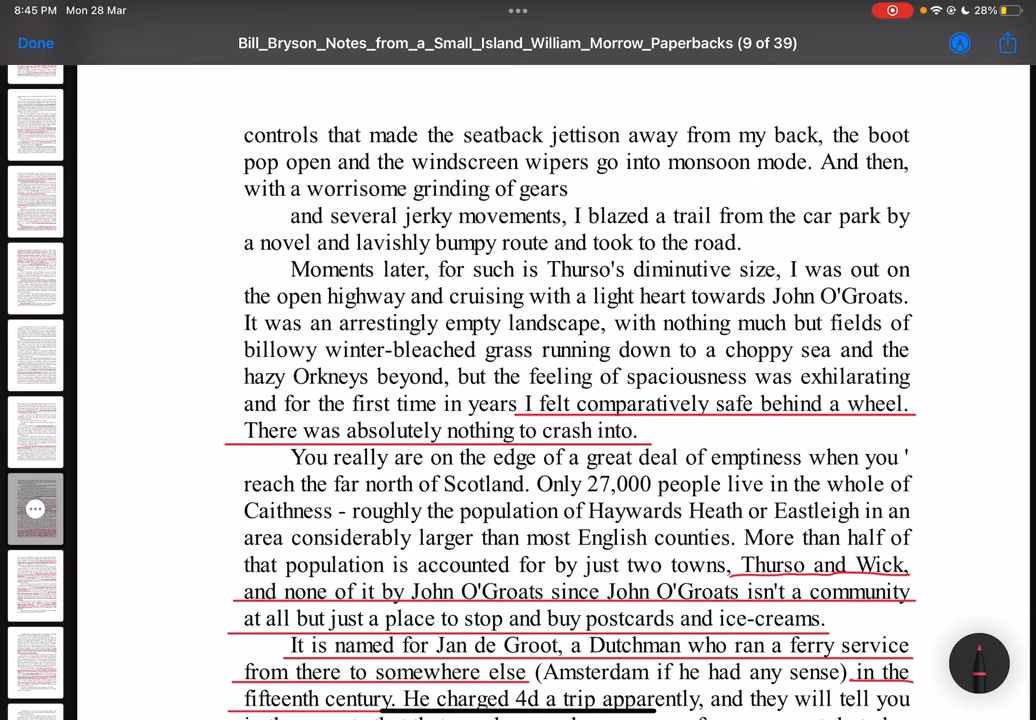 8:45 PM Mon 28 Mar
28%
Done
Bill_Bryson_Notes_from_a_Small_Island_William_Morrow_Paperbacks (9 of 39)
controls that made the seatback jettison away from my back, the boot
pop open and the windscreen wipers go into monsoon mode. And then,
with a worrisome grinding of gears
and several jerky movements, I blazed a trail from the car park by
a novel and lavishly bumpy route and took to the road.
Moments later, for such is Thurso's diminutive size, I was out on
the open highway and cruising with a light heart towards John O'Groats.
It was an arrestingly empty landscape, with nothing much but fields of
billowy winter-bleached grass running down to a choppy sea and the
hazy Orkneys beyond, but the feeling of spaciousness was exhilarating
and for the first time in years I felt comparatively safe behind a wheel.
There was absolutely nothing to crash into.
You really are on the edge of a great deal of emptiness when you '
reach the far north of Scotland. Only 27,000 people live in the whole of
Caithness - roughly the population of Haywards Heath or Eastleigh in an
area considerably larger than most English counties. More than half of
that population is accounted for by just two towns, Thurso and Wick,
and none of it by John O'Groats since John O'Groats isn't a community
at all but just a place to stop and buy postcards and ice-creams.
It is named for Jan de Groot, a Dutchman who ran a ferry service
from there to somewhere else (Amsterdam if he had any sense) in the
fifteenth century. He charged 4d a trip apparently, and they will tell you